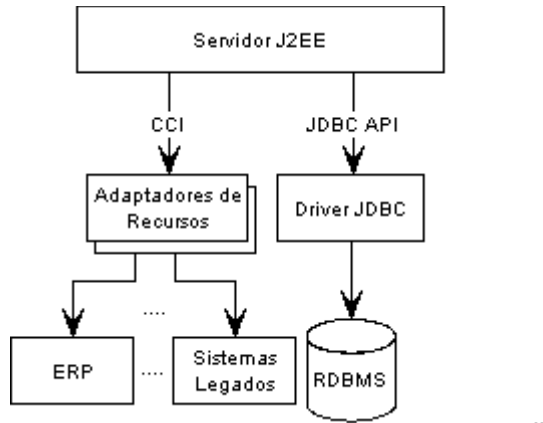 Servidor J2EE
CCI
JDBC API
Adaptadores de
Recursos
Driver JDBC
....
ERP
....
Sistemas
Legados
RDBMS